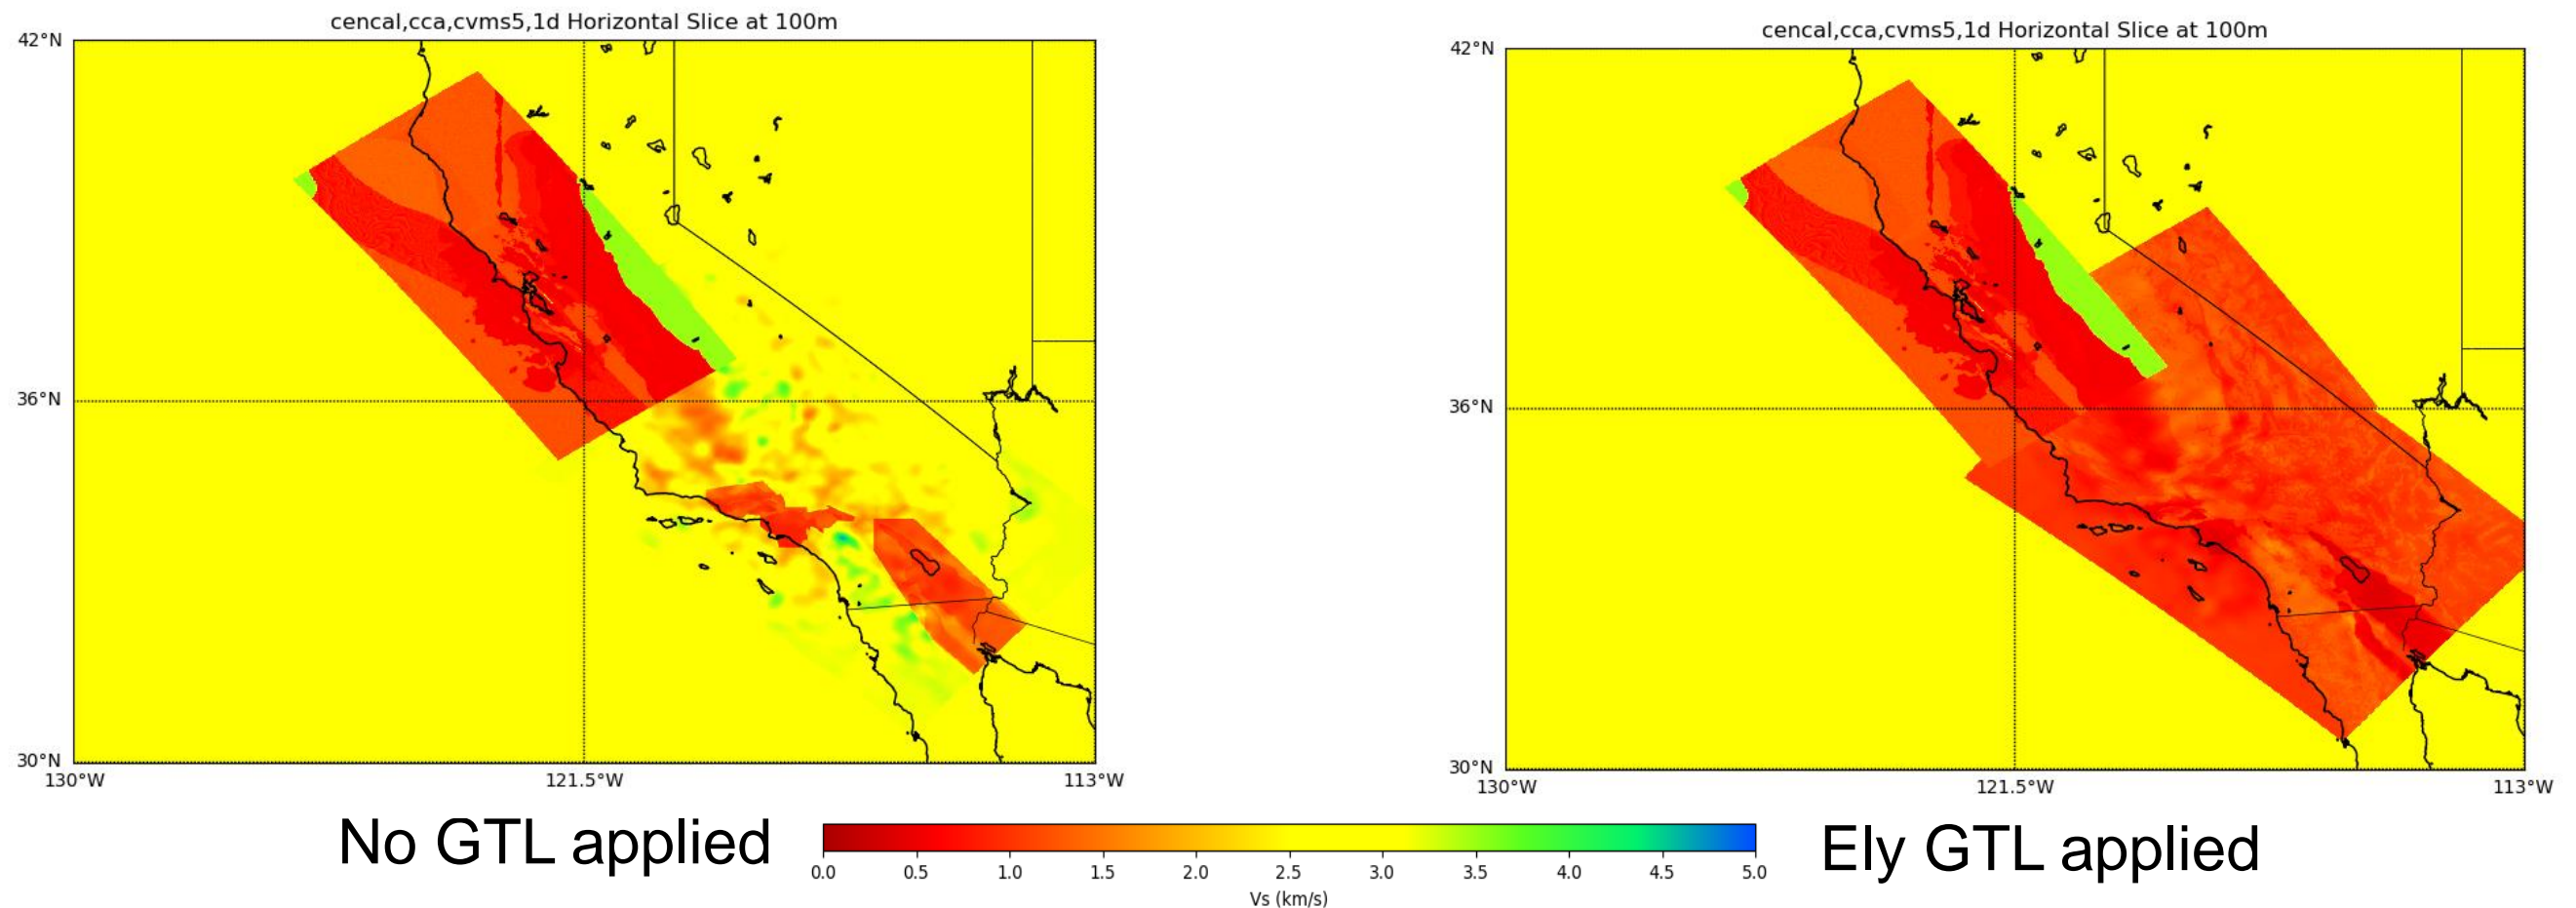 cencal,cca,cvms5,1d Horizontal Slice at 100m
42°N
36°N
30°N
130°W 121.5°W 113°W
cencal,cca,cvms5,1d Horizontal Slice at 100m
42°N
36°N
30°N
130°W 121.5°W 113°W
No GTL applied
0.0 0.5 1.0 1.5 2.0 2.5 3.0 3.5 4.0 4.5 5.0
Vs (km/s)
Ely GTL applied